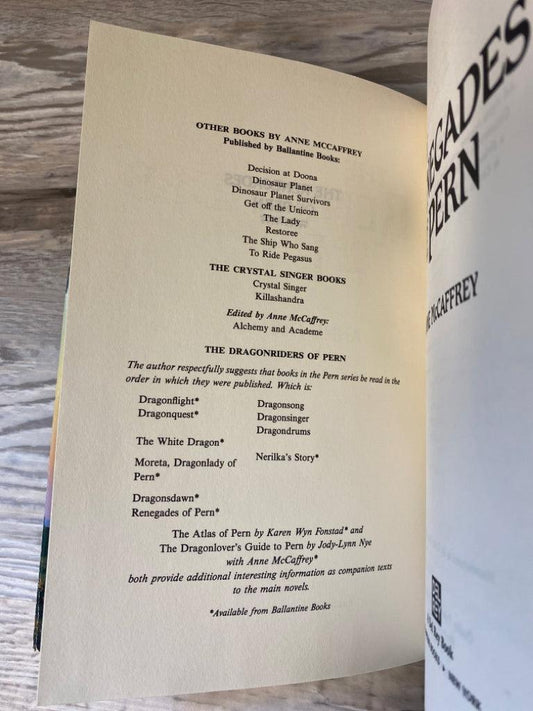 OTHER BOOKS BY ANNE MCCAFFREY
Published by Ballantine Books:
Decision at Doona
Dinosaur Planet
Dinosaur Planet Survivors
Get off the Unicorn
The Lady
Restoree
The Ship Who Sang
To Ride Pegasus
THE CRYSTAL SINGER BOOKS
Crystal Singer
Killashandra
Edited by Anne McCaffrey:
Alchemy and Academe
THE DRAGONRIDERS OF PERN
The author respectfully suggests that books in the Pern series be read in the
order in which they were published. Which is:
Dragonflight* Dragonsong
Dragonquest* Dragonsinger
Dragondrums
The White Dragon*
Moreta, Dragonlady of Nerilka's Story*
Pern*
Dragonsdawn*
Renegades of Pern*
The Atlas of Pern by Karen Wyn Fonstad* and
The Dragonlover's Guide to Pern by Jody-Lynn Nye
with Anne McCaffrey*
both provide additional interesting information as companion texts
to the main novels.
*Available from Ballantine Books
EGADES
PERN
McCAFFREY
Rey Book
NEW YORK